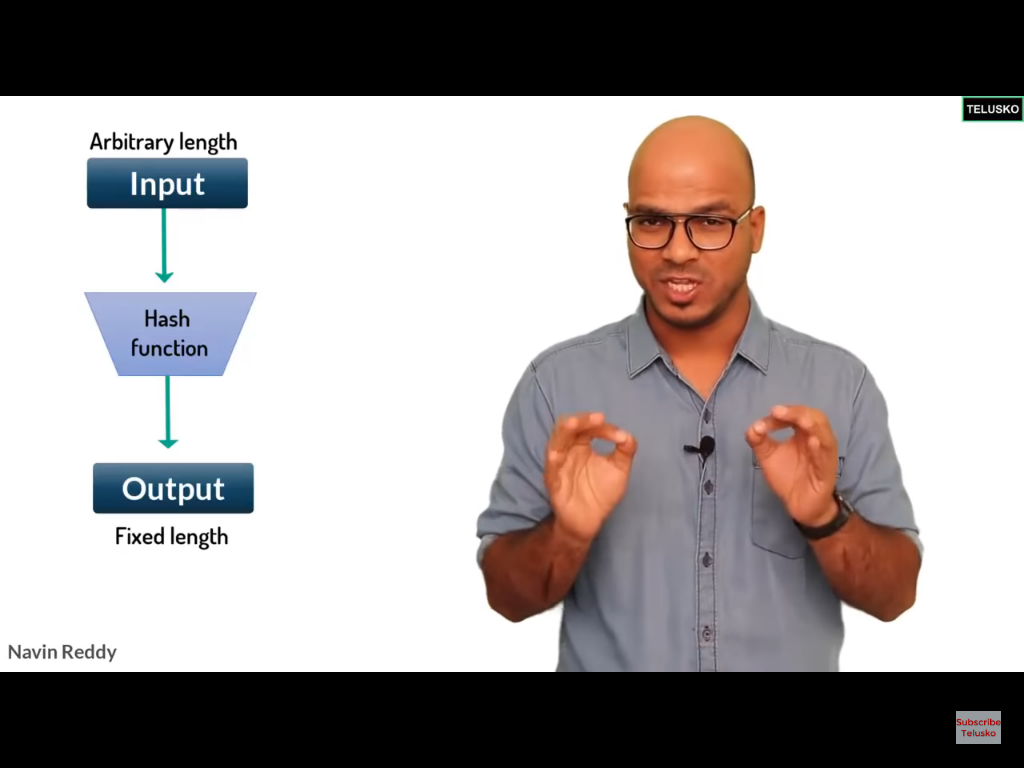 TELUSKO
Arbitrary length
Input
Hash
function
Output
Fixed length
Navin Reddy
Subscribe
Telusko